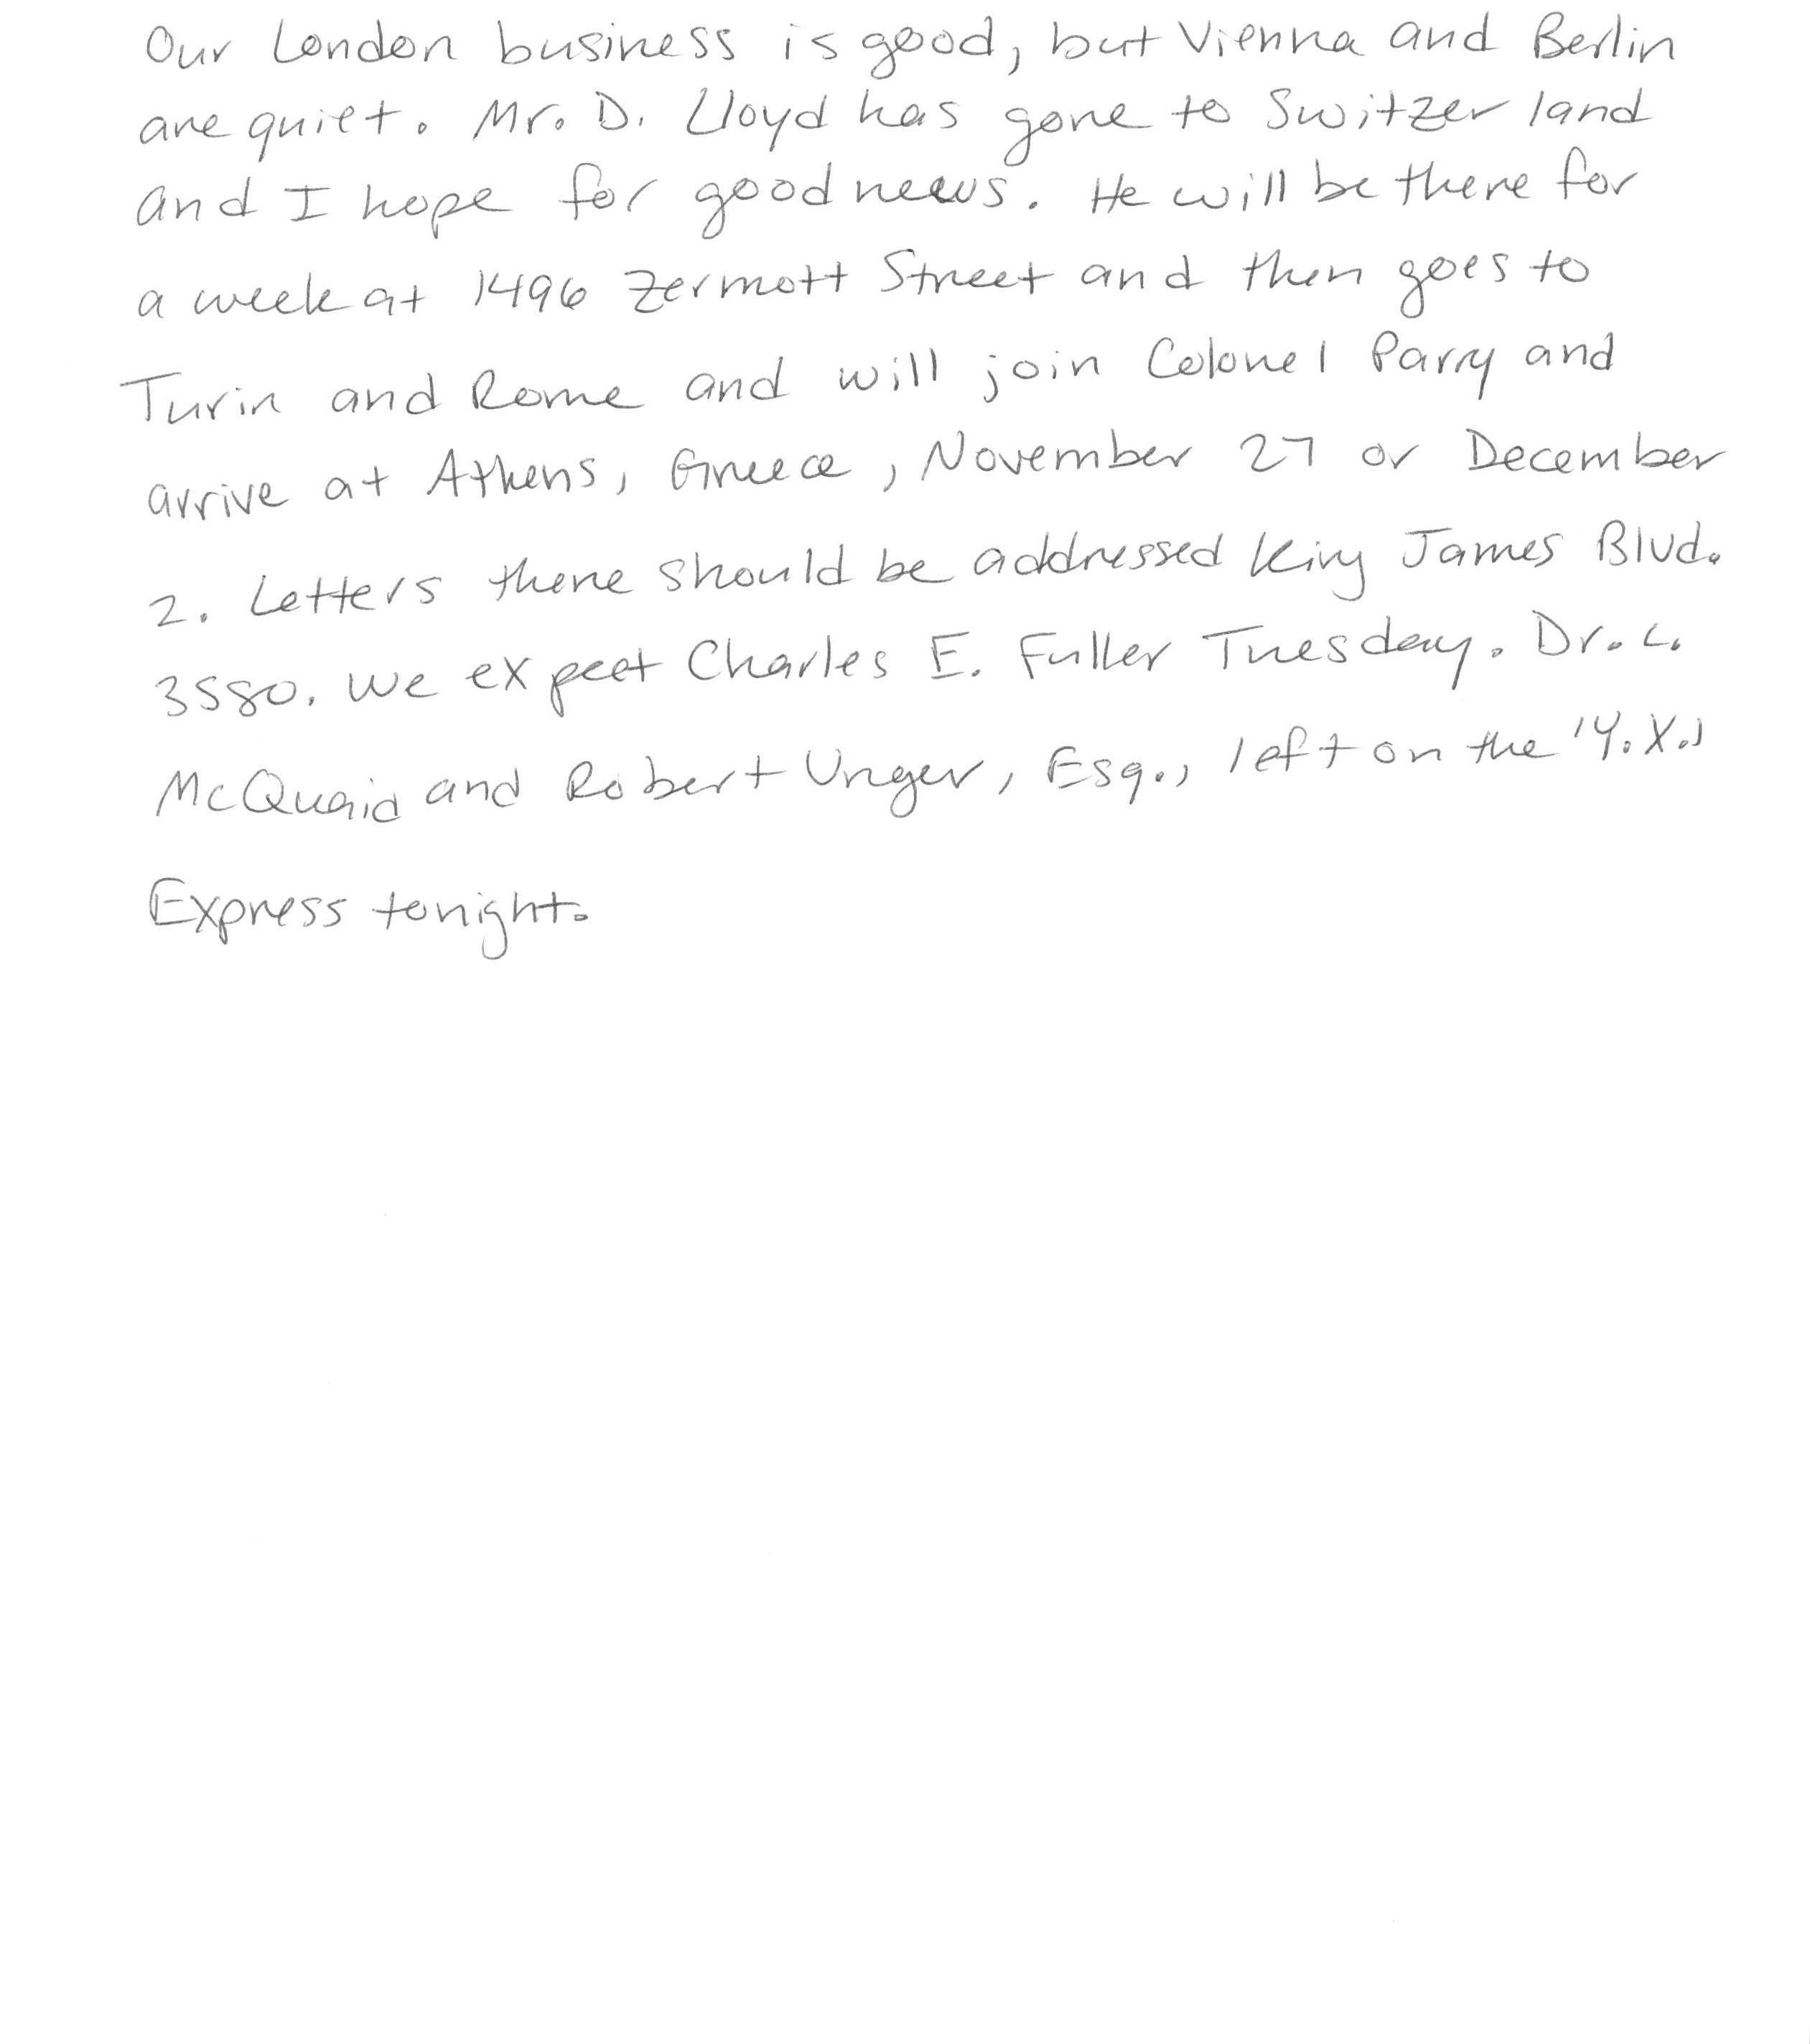 Our London business is good, but Vienna and Berlin
are quiet. Mr. D. Lloyd has gone to Switzerland
and I hope for good news. He will be there for
a week at 1496 Zermott Street and then goes to
Turin and Rome and will join Colonel Parry and
arrive at Athens, Greece, November 27 or December
2. Letters there should be addressed King James Blvd.
3580. We expect Charles E. Fuller Tuesday. Dr. L.
McQuaid and Robert Unger, Esq., left on the 'Y.X.'
Express tonight.